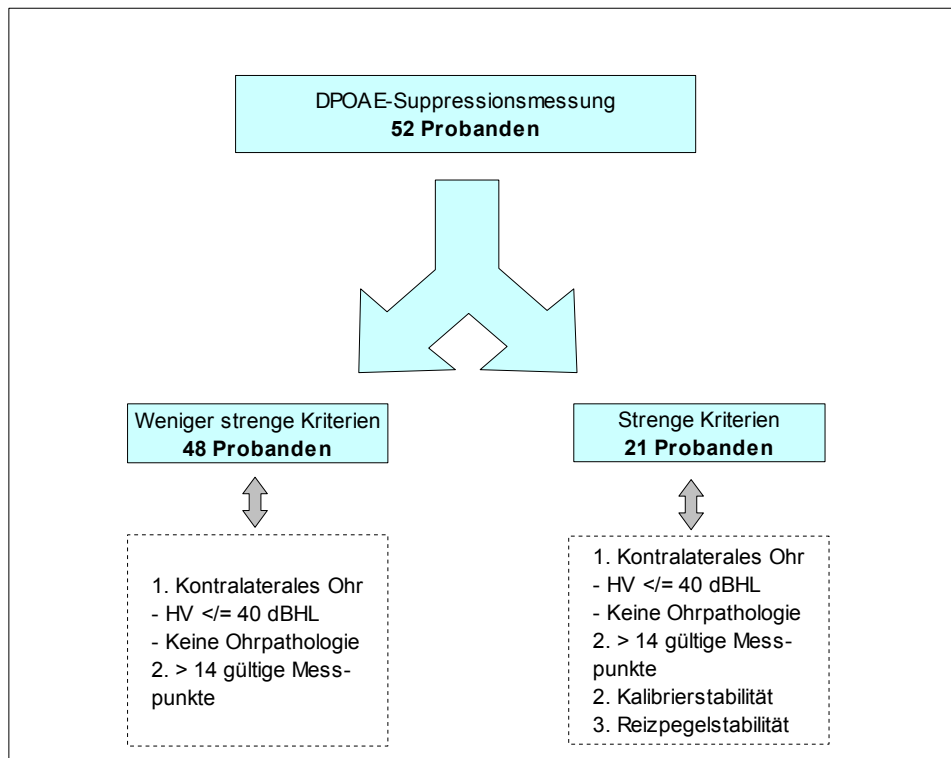 DPOAE-Suppressionsmessung
52 Probanden
Weniger strenge Kriterien
48 Probanden
Strenge Kriterien
21 Probanden
1. Kontralaterales Ohr
- HV </= 40 dBHL
- Keine Ohrpathologie
2. > 14 gültige Mess-
punkte
1. Kontralaterales Ohr
- HV </= 40 dBHL
- Keine Ohrpathologie
2. > 14 gültige Mess-
punkte
2. Kalibrierstabilität
3. Reizpegelstabilität